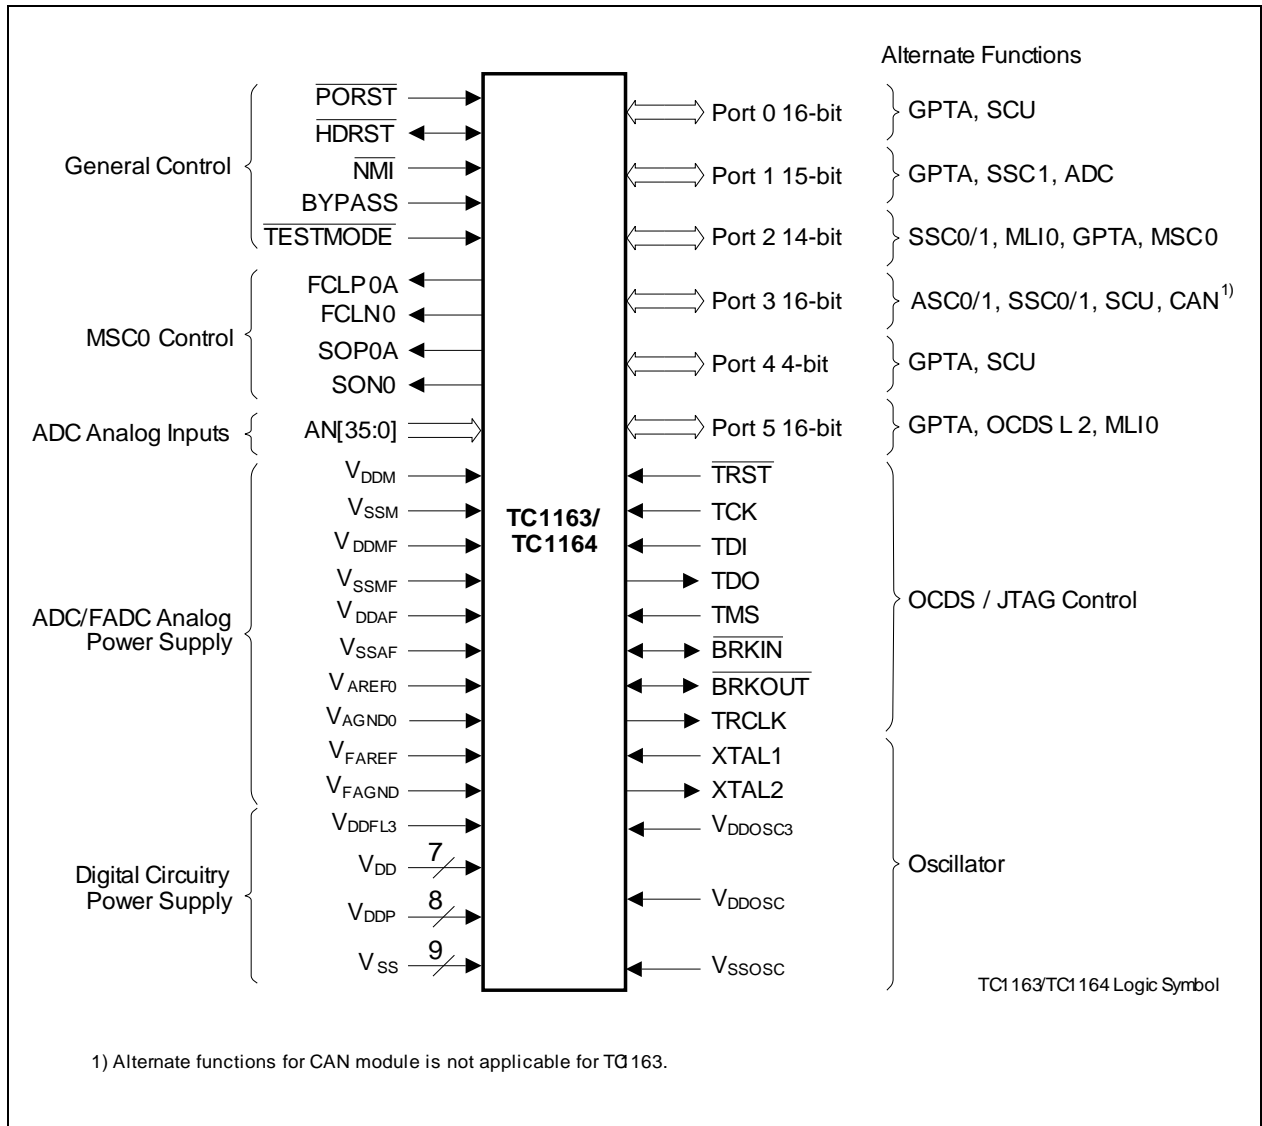 Alternate Functions
General Control
PORST
HDRST
NMI
BYPASS
TESTMODE
MSC0 Control
FCLP0A
FCLN0
SOP0A
SON0
ADC Analog Inputs
AN[35:0]
ADC/FADC Analog
Power Supply
VDDM
VSSM
VDDMF
VSSMF
VDDAF
VSSAF
VAREF0
VAGND0
VFAREF
VFAGND
Digital Circuitry
Power Supply
VDDFL3
VDD 7
VDDP 8
VSS 9
TC1163/
TC1164
Port 0 16-bit GPTA, SCU
Port 1 15-bit GPTA, SSC1, ADC
Port 2 14-bit SSC0/1, MLI0, GPTA, MSC0
Port 3 16-bit ASC0/1, SSC0/1, SCU, CAN1)
Port 4 4-bit GPTA, SCU
Port 5 16-bit GPTA, OCDS L2, MLI0
TRST
TCK
TDI
TDO
TMS
BRKIN
BRKOUT
TRCLK
OCDS / JTAG Control
XTAL1
XTAL2
VDDOSC3
VDDOSC
VSSOSC
Oscillator
TC1163/TC1164 Logic Symbol
1) Alternate functions for CAN module is not applicable for TC1163.